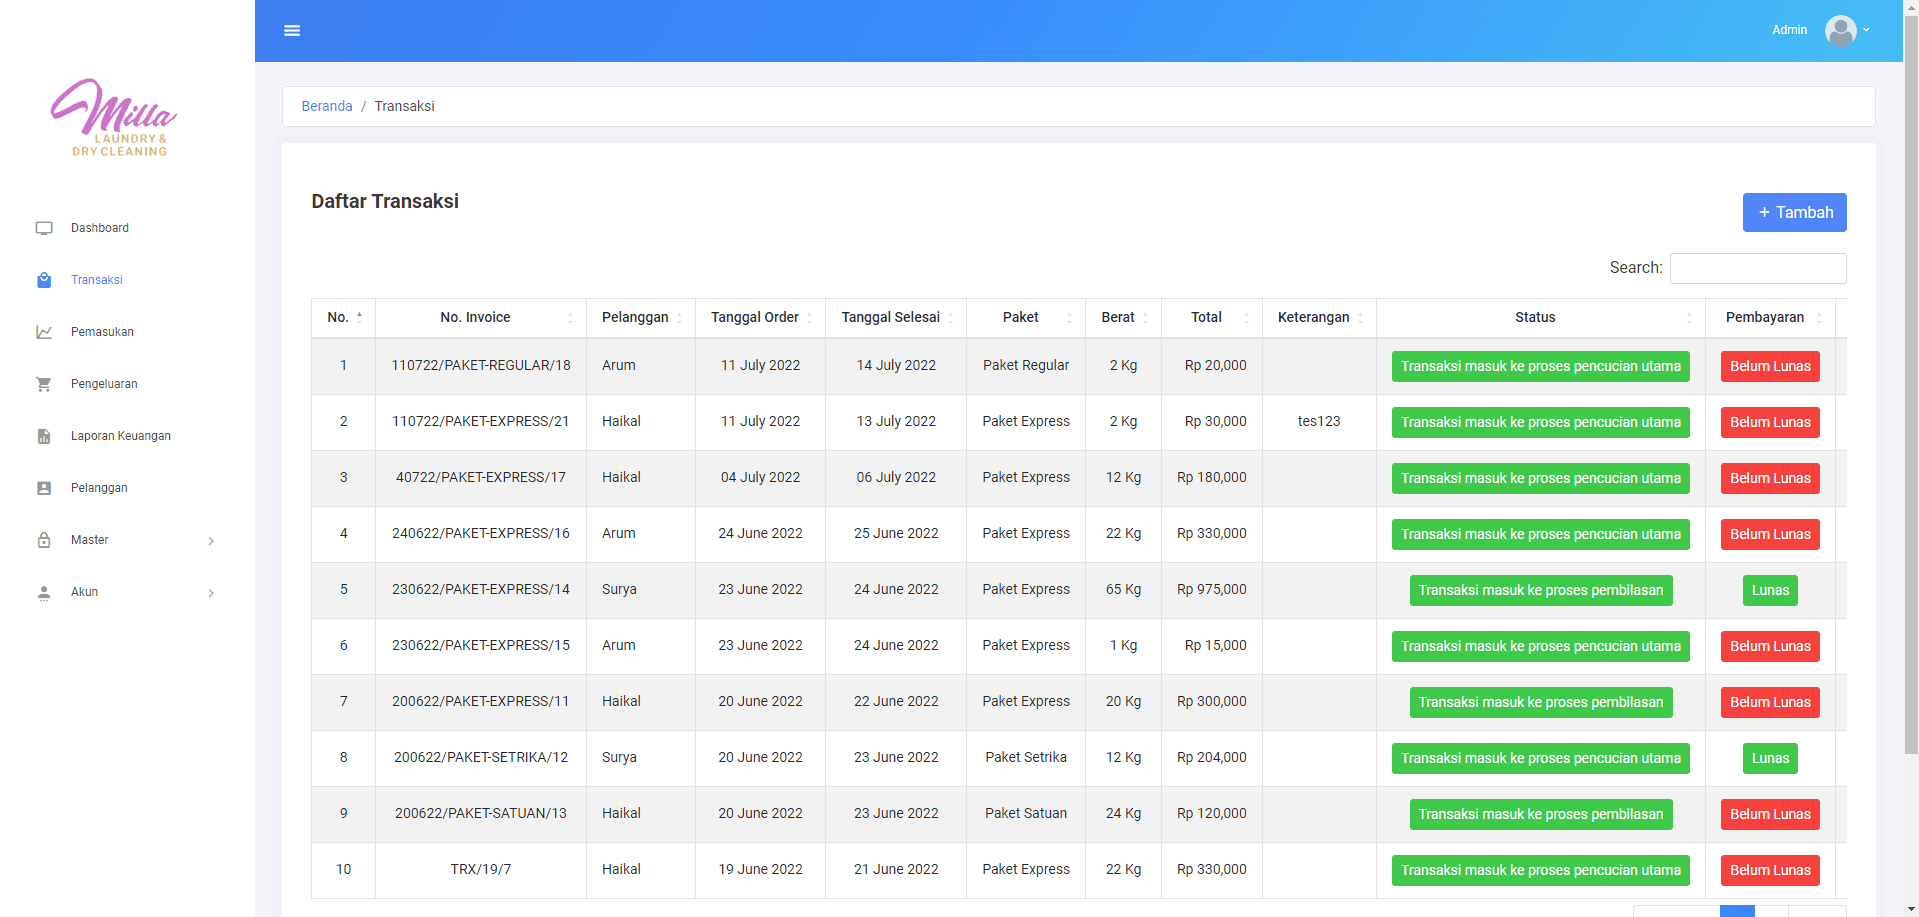 Admin
Milla
LAUNDRY &
DRY CLEANING
Beranda / Transaksi
Dashboard
Transaksi
Pemasukan
Pengeluaran
Laporan Keuangan
Pelanggan
Master
Akun
Daftar Transaksi
+ Tambah
Search:
No. No. Invoice Pelanggan Tanggal Order Tanggal Selesai Paket Berat Total Keterangan Status Pembayaran
1 110722/PAKET-REGULAR/18 Arum 11 July 2022 14 July 2022 Paket Regular 2 Kg Rp 20,000 Transaksi masuk ke proses pencucian utama Belum Lunas
2 110722/PAKET-EXPRESS/21 Haikal 11 July 2022 13 July 2022 Paket Express 2 Kg Rp 30,000 tes123 Transaksi masuk ke proses pencucian utama Belum Lunas
3 40722/PAKET-EXPRESS/17 Haikal 04 July 2022 06 July 2022 Paket Express 12 Kg Rp 180,000 Transaksi masuk ke proses pencucian utama Belum Lunas
4 240622/PAKET-EXPRESS/16 Arum 24 June 2022 25 June 2022 Paket Express 22 Kg Rp 330,000 Transaksi masuk ke proses pencucian utama Belum Lunas
5 230622/PAKET-EXPRESS/14 Surya 23 June 2022 24 June 2022 Paket Express 65 Kg Rp 975,000 Transaksi masuk ke proses pembilasan Lunas
6 230622/PAKET-EXPRESS/15 Arum 23 June 2022 24 June 2022 Paket Express 1 Kg Rp 15,000 Transaksi masuk ke proses pencucian utama Belum Lunas
7 200622/PAKET-EXPRESS/11 Haikal 20 June 2022 22 June 2022 Paket Express 20 Kg Rp 300,000 Transaksi masuk ke proses pembilasan Belum Lunas
8 200622/PAKET-SETRIKA/12 Surya 20 June 2022 23 June 2022 Paket Setrika 12 Kg Rp 204,000 Transaksi masuk ke proses pencucian utama Lunas
9 200622/PAKET-SATUAN/13 Haikal 20 June 2022 23 June 2022 Paket Satuan 24 Kg Rp 120,000 Transaksi masuk ke proses pembilasan Belum Lunas
10 TRX/19/7 Haikal 19 June 2022 21 June 2022 Paket Express 22 Kg Rp 330,000 Transaksi masuk ke proses pencucian utama Belum Lunas